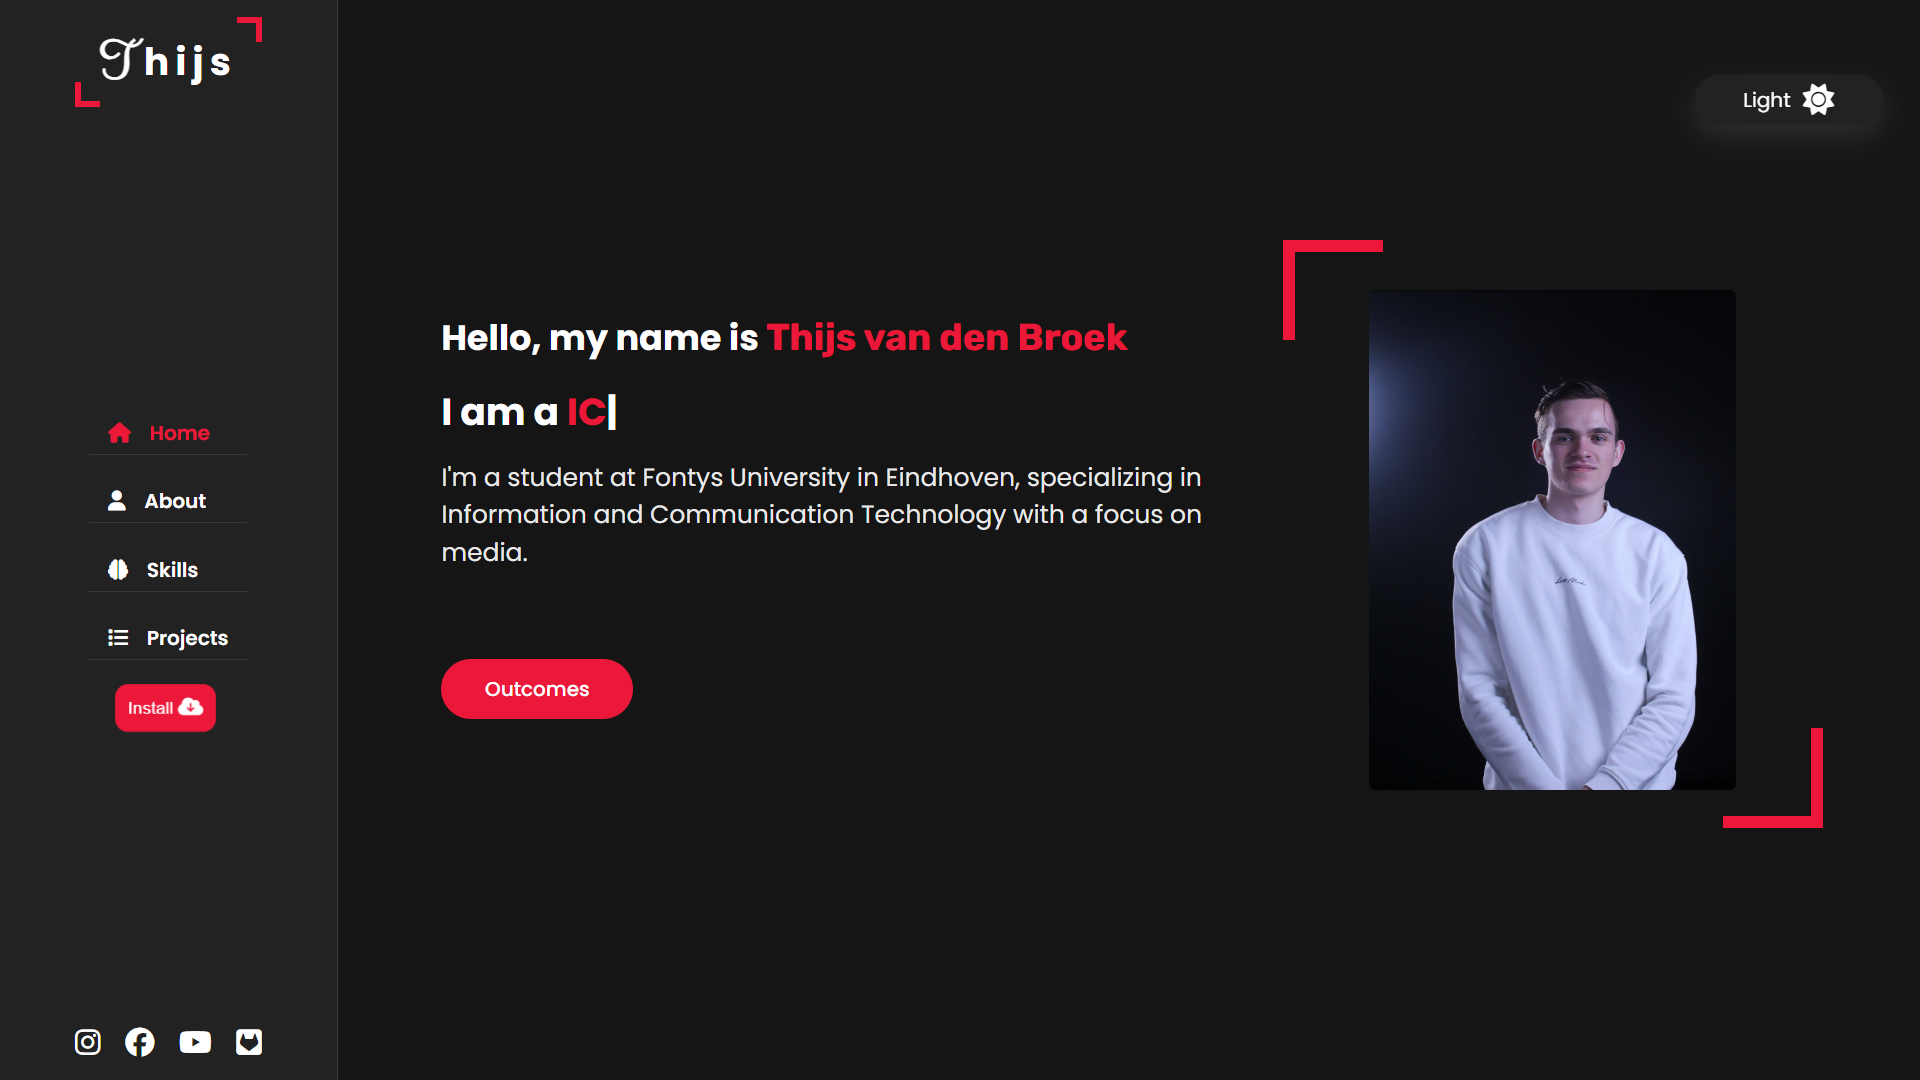 Thijs
Light
Hello, my name is Thijs van den Broek
I am a IC|
I'm a student at Fontys University in Eindhoven, specializing in
Information and Communication Technology with a focus on
media.
Outcomes
Home
About
Skills
Projects
Install